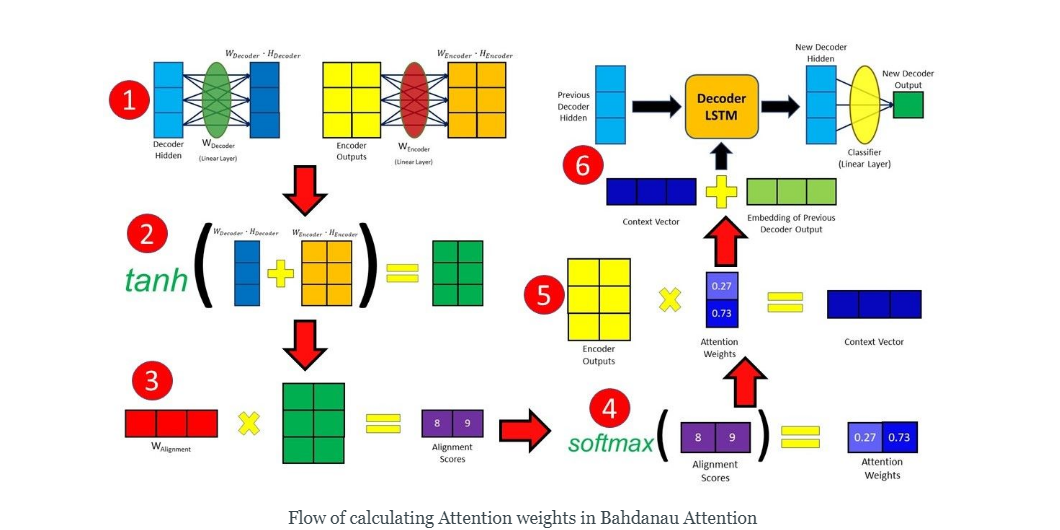 1
W_Decoder · H_Decoder
Decoder
Hidden
W_Decoder
(Linear Layer)
W_Encoder · H_Encoder
Encoder
Outputs
W_Encoder
(Linear Layer)
2
tanh
(
W_Decoder · H_Decoder
+
W_Encoder · H_Encoder
)
=
3
W_Alignment
×
=
8 9
Alignment
Scores
4
softmax
(
8 9
)
Alignment
Scores
=
0.27 0.73
Attention
Weights
5
Encoder
Outputs
×
0.27
0.73
Attention
Weights
=
Context Vector
6
Previous
Decoder
Hidden
Decoder
LSTM
New Decoder
Hidden
Classifier
(Linear Layer)
New Decoder
Output
Context Vector
+
Embedding of Previous
Decoder Output
Flow of calculating Attention weights in Bahdanau Attention